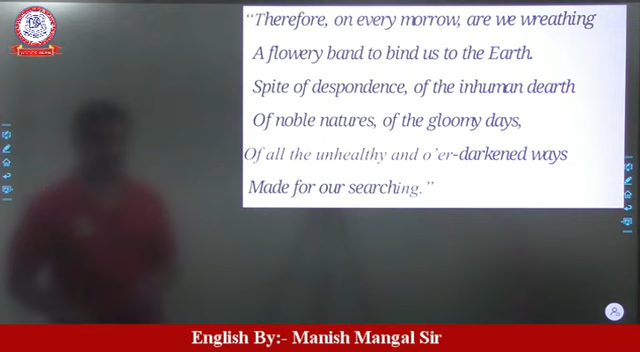 “Therefore, on every morrow, are we wreathing
A flowery band to bind us to the Earth.
Spite of despondence, of the inhuman dearth
Of noble natures, of the gloomy days,
Of all the unhealthy and o’er-darkened ways
Made for our searching.”
English By:- Manish Mangal Sir